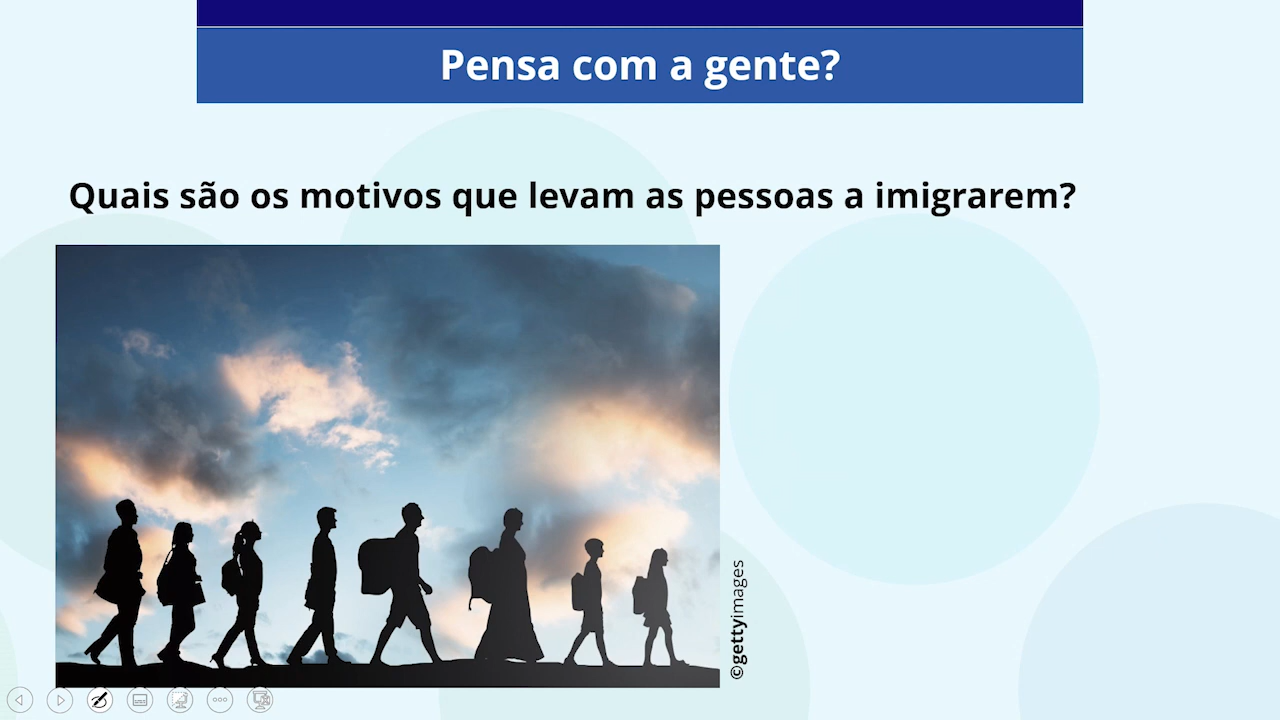 Pensa com a gente?
Quais são os motivos que levam as pessoas a imigrarem?
©gettyimages